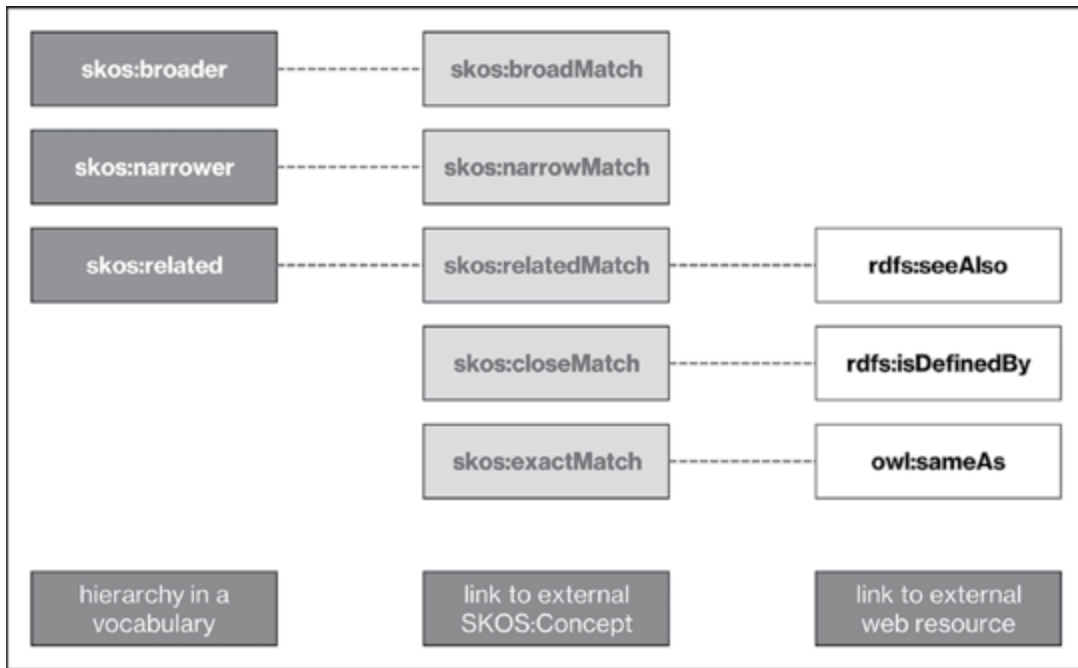 skos:broader
skos:broadMatch
skos:narrower
skos:narrowMatch
skos:related
skos:relatedMatch
rdfs:seeAlso
skos:closeMatch
rdfs:isDefinedBy
skos:exactMatch
owl:sameAs
hierarchy in a
vocabulary
link to external
SKOS:Concept
link to external
web resource